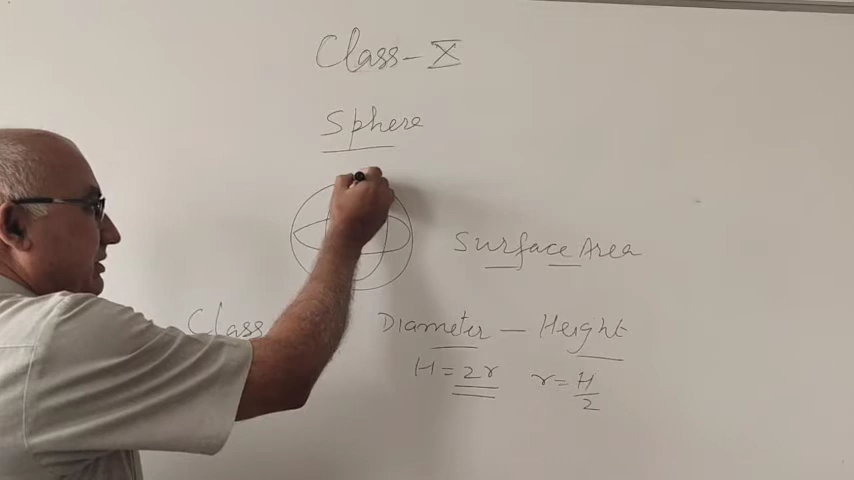 Class - X
Sphere
Surface Area
Class
Diameter - Height
H = 2r r = H/2